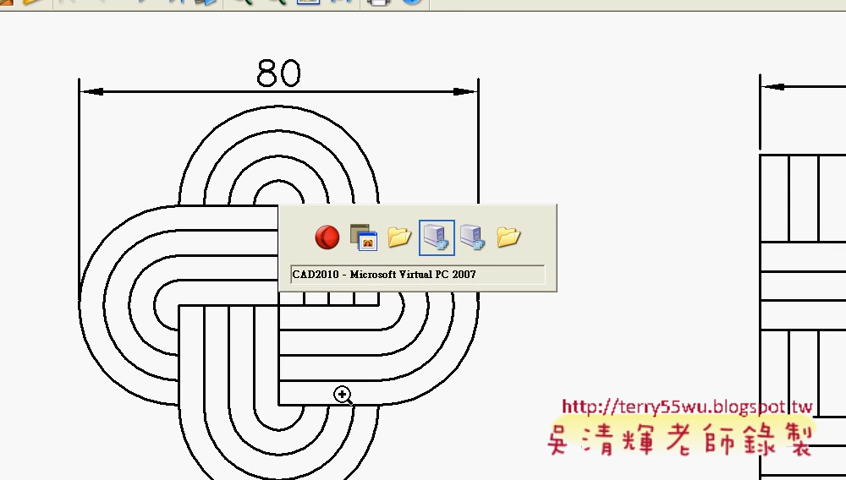 80
CAD2010 - Microsoft Virtual PC 2007
http://terry55wu.blogspot.tw
吳清輝老師錄製